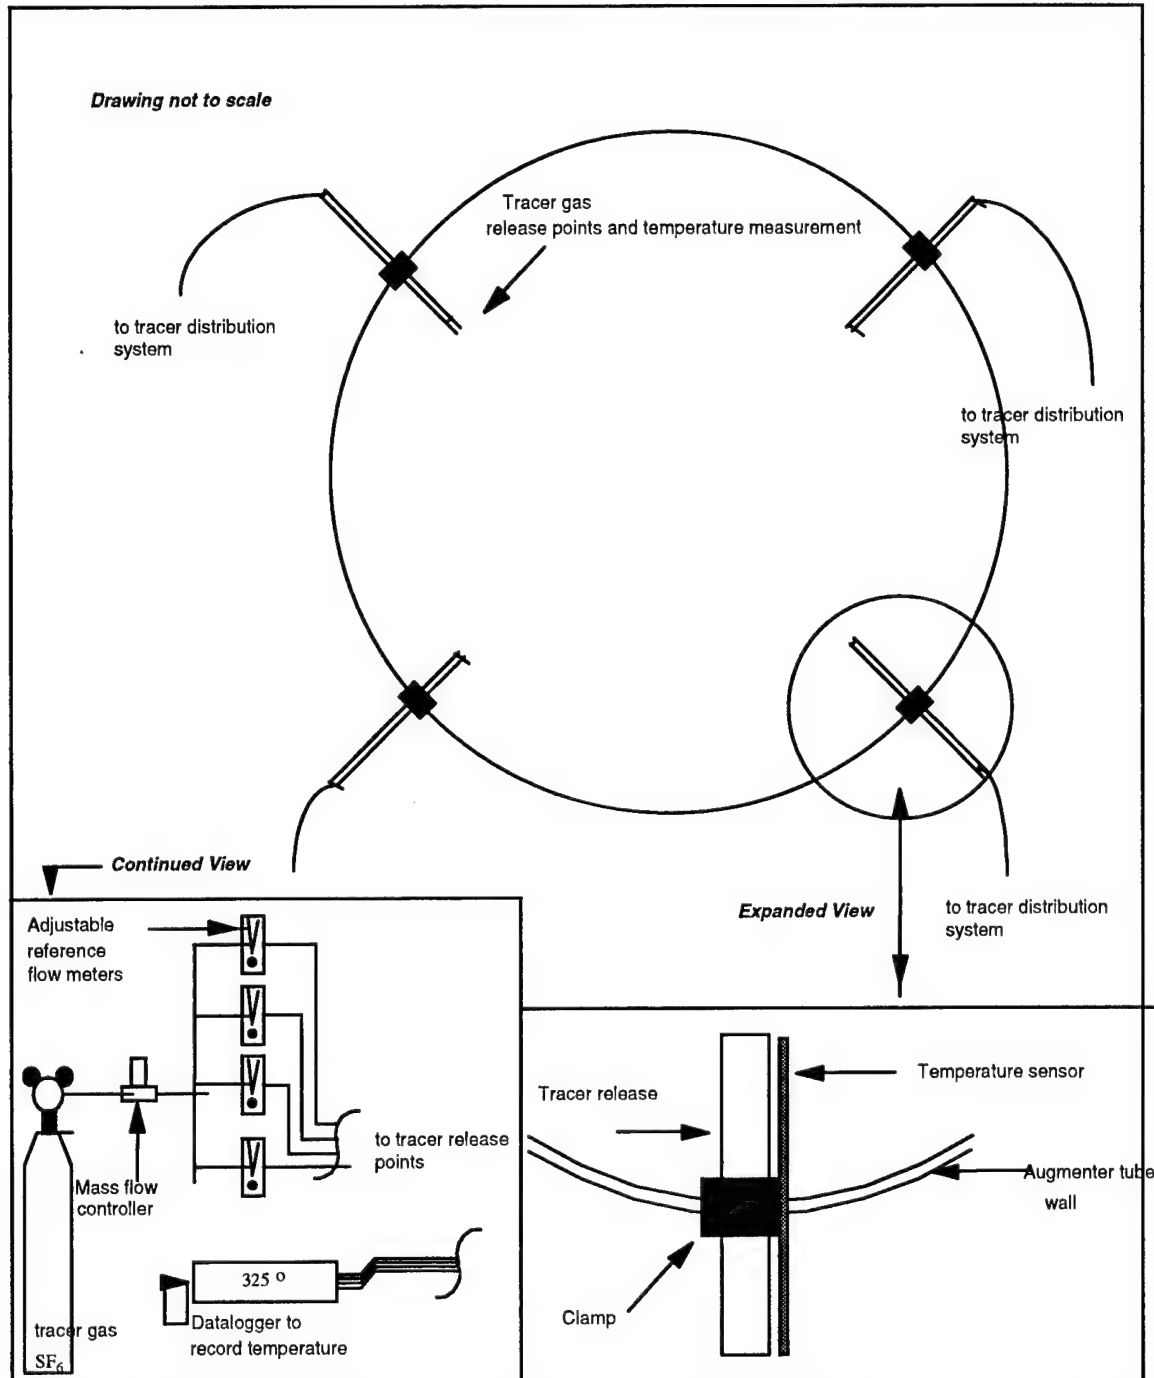 Drawing not to scale
Tracer gas
release points and temperature measurement
to tracer distribution
system
to tracer distribution
system
Continued View
Expanded View
to tracer distribution
system
Adjustable
reference
flow meters
to tracer release
points
Mass flow
controller
325 °
Datalogger to
record temperature
tracer gas
SF6
Temperature sensor
Tracer release
Augmenter tube
wall
Clamp